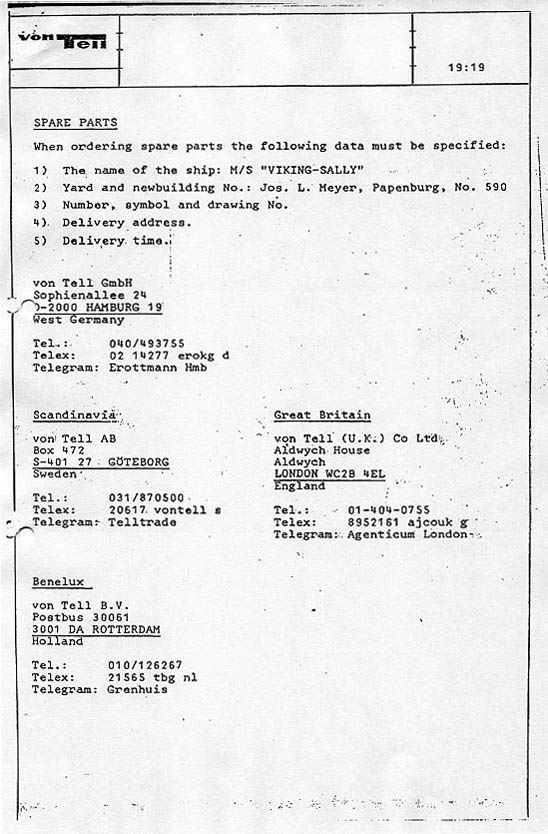 von Tell
19:19
SPARE PARTS
When ordering spare parts the following data must be specified:
1) The name of the ship: M/S "VIKING-SALLY"
2) Yard and newbuilding No.: Jos. L. Meyer, Papenburg, No. 590
3) Number, symbol and drawing No.
4) Delivery address.
5) Delivery time.
von Tell GmbH
Sophienallee 24
D-2000 HAMBURG 19
West Germany
Tel.: 040/493755
Telex: 02 14277 erokg d
Telegram: Erottmann Hmb
Scandinavia
von Tell AB
Box 472
S-401 27 GÖTEBORG
Sweden
Tel.: 031/870500
Telex: 20617 vontell s
Telegram: Telltrade
Great Britain
von Tell (U.K.) Co Ltd.
Aldwych House
Aldwych
LONDON WC2B 4EL
England
Tel.: 01-404-0755
Telex: 8952161 ajcouk g
Telegram: Agenticum London
Benelux
von Tell B.V.
Postbus 30061
3001 DA ROTTERDAM
Holland
Tel.: 010/126267
Telex: 21565 tbg nl
Telegram: Grenhuis